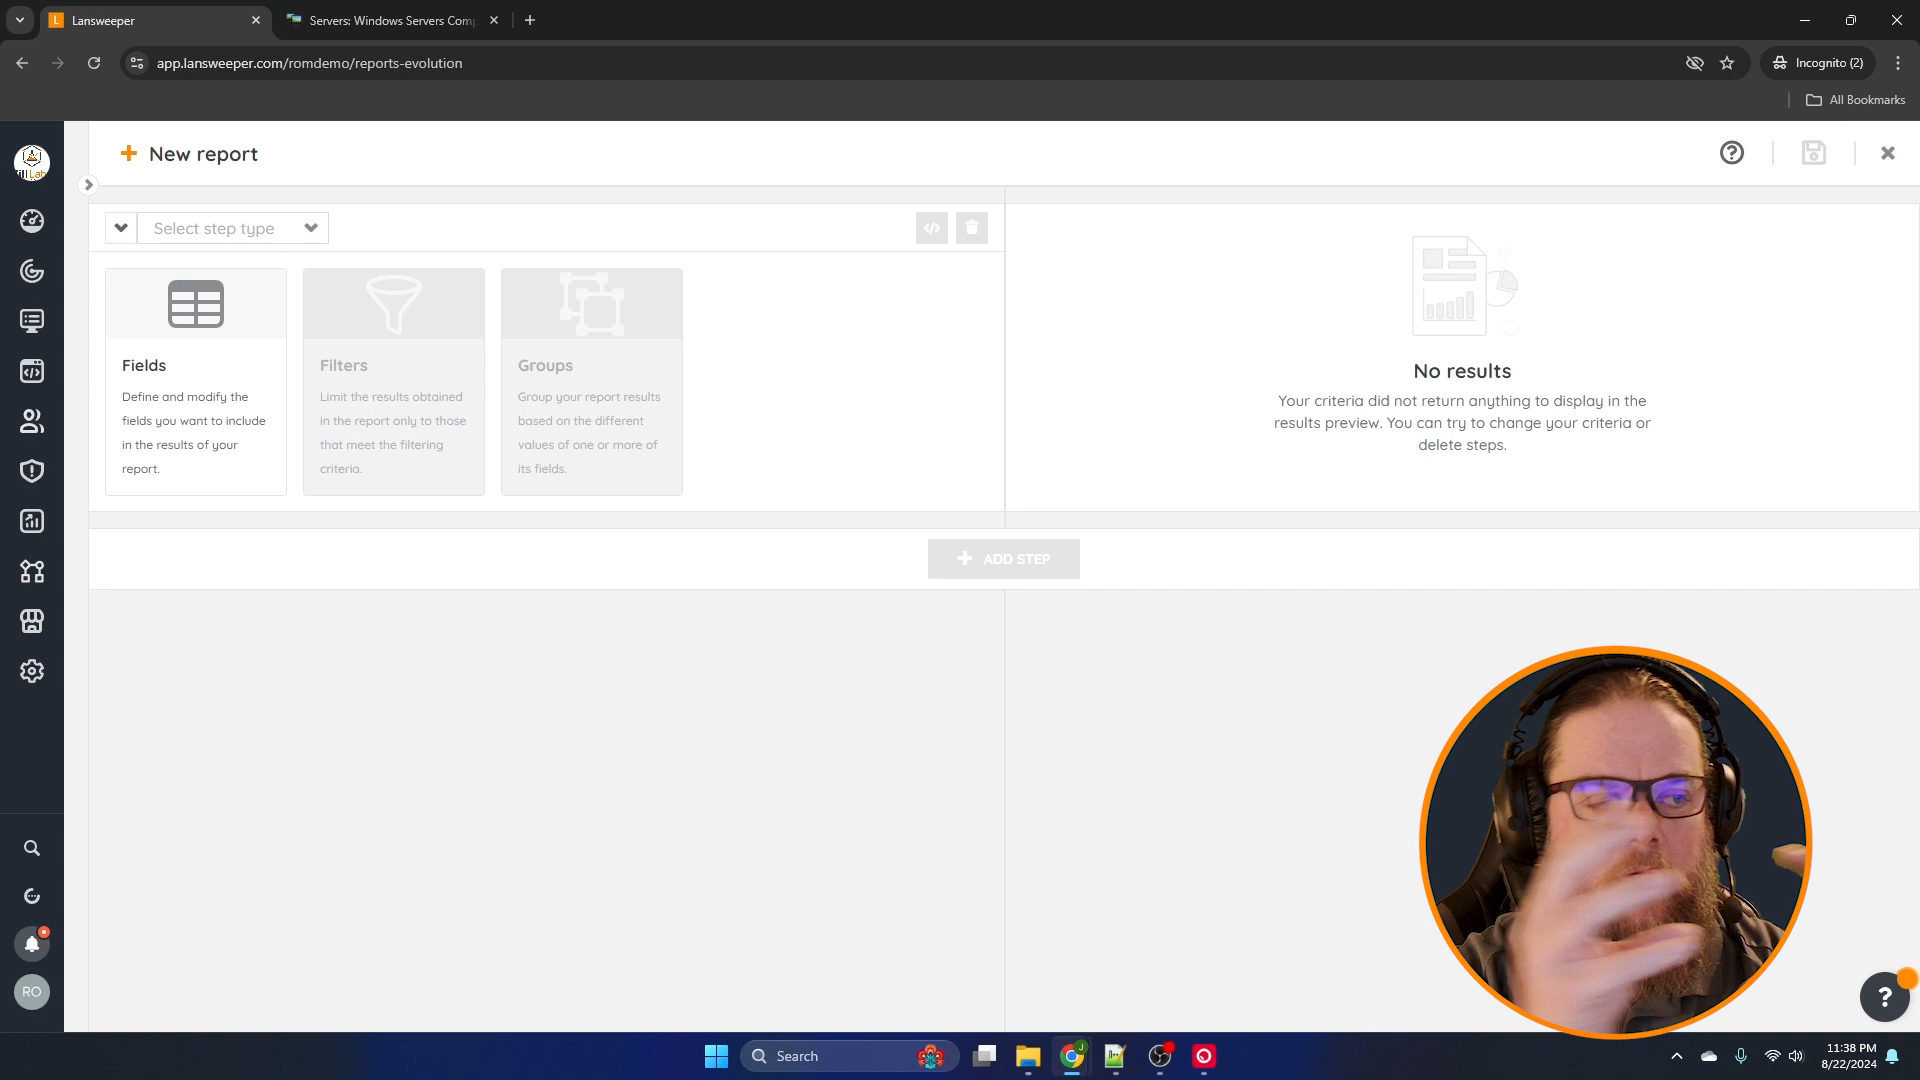 Lansweeper
Servers: Windows Servers Comp
app.lansweeper.com/romdemo/reports-evolution
Incognito (2)
All Bookmarks
New report
Select step type
Fields
Define and modify the
fields you want to include
in the results of your
report.
Filters
Limit the results obtained
in the report only to those
that meet the filtering
criteria.
Groups
Group your report results
based on the different
values of one or more of
its fields.
No results
Your criteria did not return anything to display in the
results preview. You can try to change your criteria or
delete steps.
ADD STEP
RO
?
Search
11:38 PM
8/22/2024